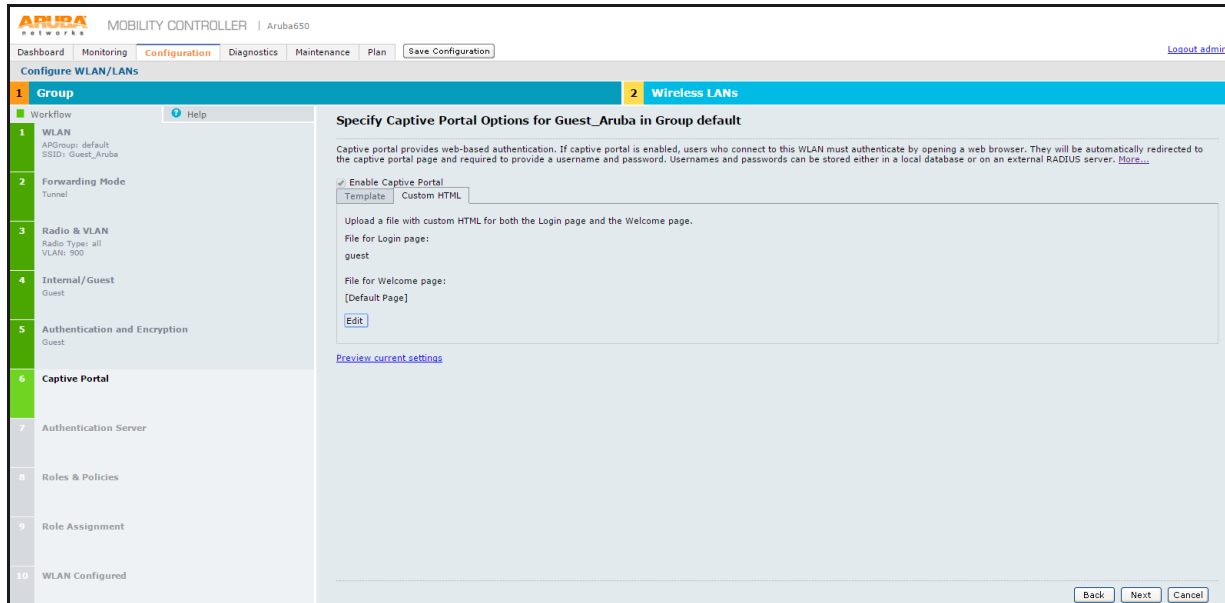 ARUBA networks MOBILITY CONTROLLER | Aruba650
Dashboard Monitoring Configuration Diagnostics Maintenance Plan Save Configuration Logout admin
Configure WLAN/LANs
1 Group 2 Wireless LANs
Workflow ? Help
1 WLAN
APGroup: default
SSID: Guest_Aruba
2 Forwarding Mode
Tunnel
3 Radio & VLAN
Radio Type: all
VLAN: 900
4 Internal/Guest
Guest
5 Authentication and Encryption
Guest
6 Captive Portal
7 Authentication Server
8 Roles & Policies
9 Role Assignment
10 WLAN Configured
Specify Captive Portal Options for Guest_Aruba in Group default
Captive portal provides web-based authentication. If captive portal is enabled, users who connect to this WLAN must authenticate by opening a web browser. They will be automatically redirected to
the captive portal page and required to provide a username and password. Usernames and passwords can be stored either in a local database or on an external RADIUS server. More...
Enable Captive Portal
Template Custom HTML
Upload a file with custom HTML for both the Login page and the Welcome page.
File for Login page:
guest
File for Welcome page:
[Default Page]
Edit
Preview current settings
Back Next Cancel